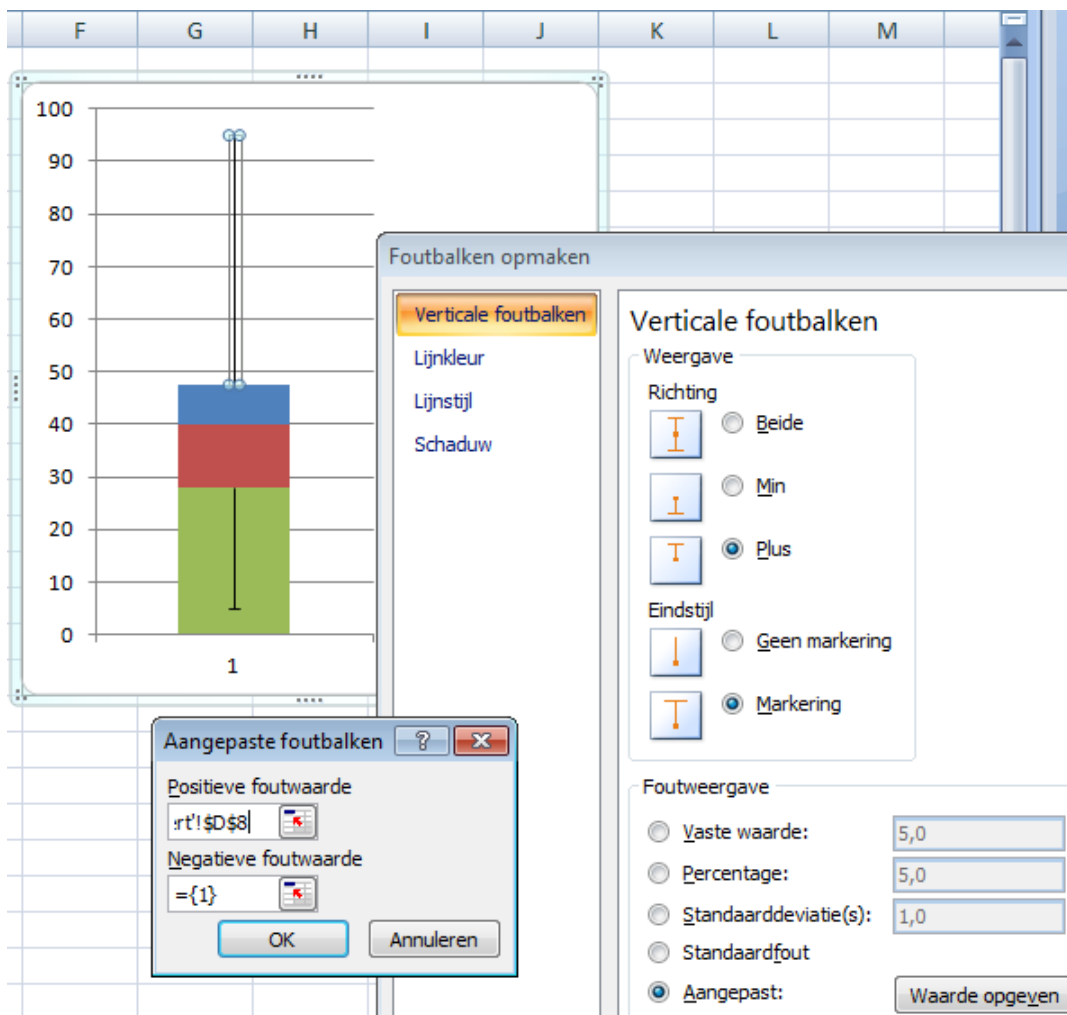 F G H I J K L M
100
90
80
70
60
50
40
30
20
10
0
1
Foutbalken opmaken
Verticale foutbalken
Lijnkleur
Lijnstijl
Schaduw
Verticale foutbalken
Weergave
Richting
Beide
Min
Plus
Eindstijl
Geen markering
Markering
Foutweergave
Vaste waarde: 5,0
Percentage: 5,0
Standaarddeviatie(s): 1,0
Standaardfout
Aangepast: Waarde opgeven
Aangepaste foutbalken ?
Positieve foutwaarde
rt'!$D$8
Negatieve foutwaarde
={1}
OK Annuleren